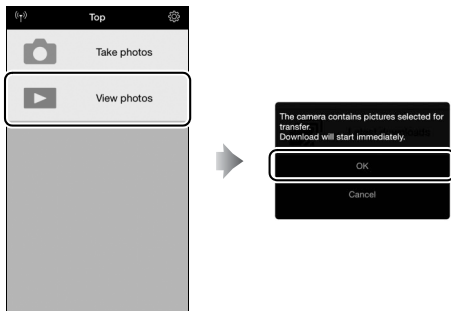 Top
Take photos
View photos
The camera contains pictures selected for
transfer.
Download will start immediately.
OK
Cancel